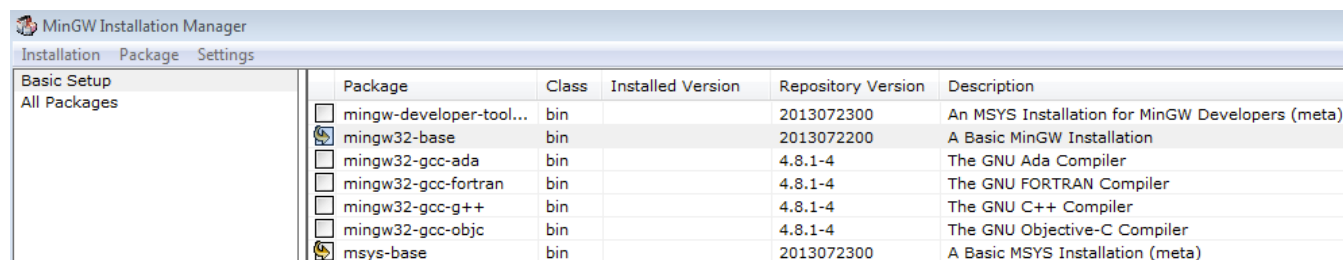 MinGW Installation Manager
Installation Package Settings
Basic Setup
All Packages
Package Class Installed Version Repository Version Description
mingw-developer-tool... bin 2013072300 An MSYS Installation for MinGW Developers (meta)
mingw32-base bin 2013072200 A Basic MinGW Installation
mingw32-gcc-ada bin 4.8.1-4 The GNU Ada Compiler
mingw32-gcc-fortran bin 4.8.1-4 The GNU FORTRAN Compiler
mingw32-gcc-g++ bin 4.8.1-4 The GNU C++ Compiler
mingw32-gcc-objc bin 4.8.1-4 The GNU Objective-C Compiler
msys-base bin 2013072300 A Basic MSYS Installation (meta)